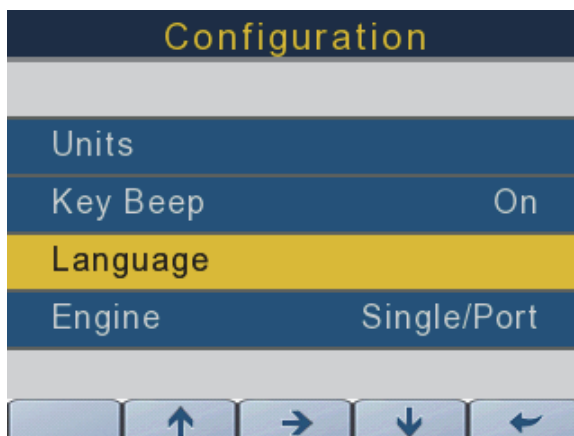 Configuration
Units
Key Beep On
Language
Engine Single/Port